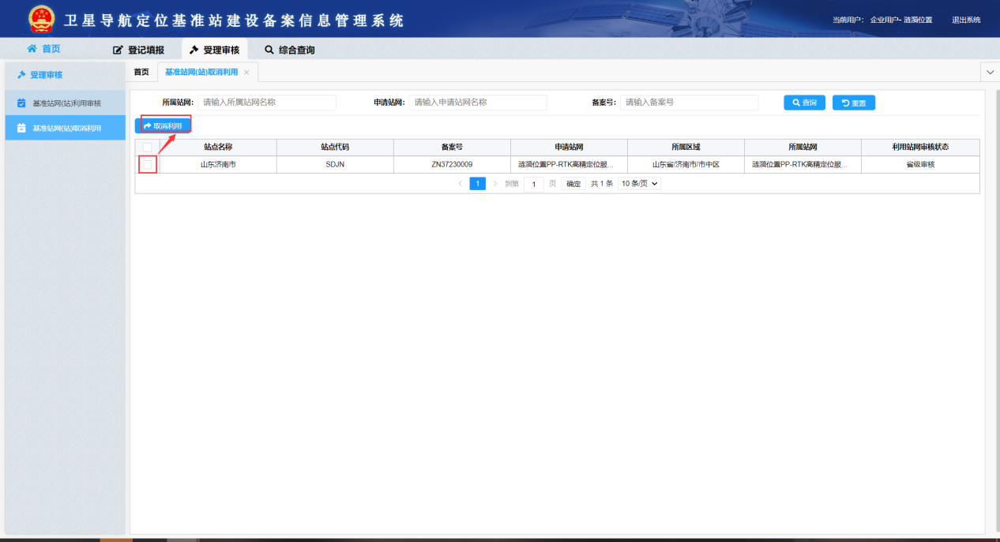 卫星导航定位基准站建设备案信息管理系统
当前用户： 企业用户- 涟漪位置 退出系统
首页 登记填报 受理审核 综合查询
受理审核
基准站网(站)利用审核
基准站网(站)取消利用
首页 基准站网(站)取消利用 ×
所属站网: 请输入所属站网名称 申请站网: 请输入申请站网名称 备案号: 请输入备案号 查询 重置
取消利用
站点名称 站点代码 备案号 申请站网 所属区域 所属站网 利用站网审核状态
山东济南市 SDJN ZN37230009 涟漪位置PP-RTK高精定位服... 山东省/济南市/市中区 涟漪位置PP-RTK高精定位服... 省级审核
1 到第 1 页 确定 共 1 条 10 条/页